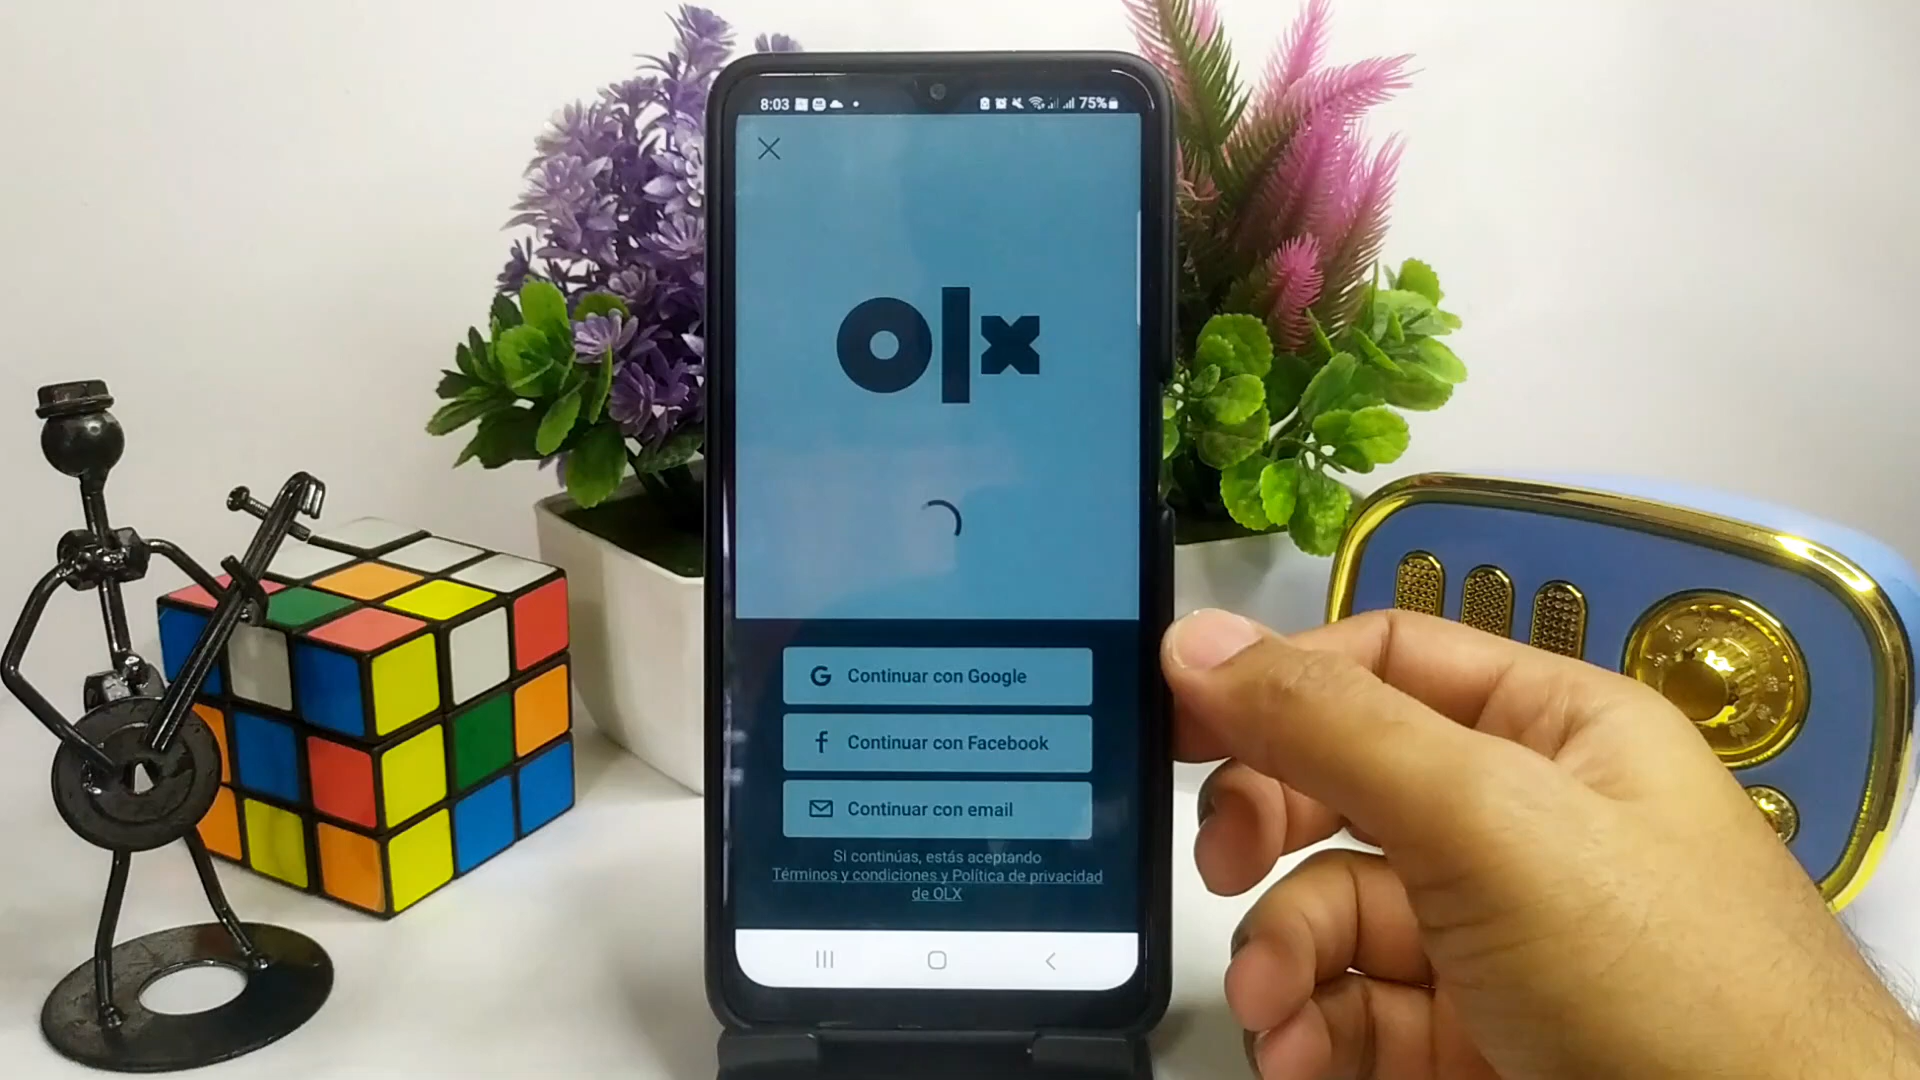 8:03
75%
olx
Continuar con Google
Continuar con Facebook
Continuar con email
Si continúas, estás aceptando
Términos y condiciones y Política de privacidad
de OLX